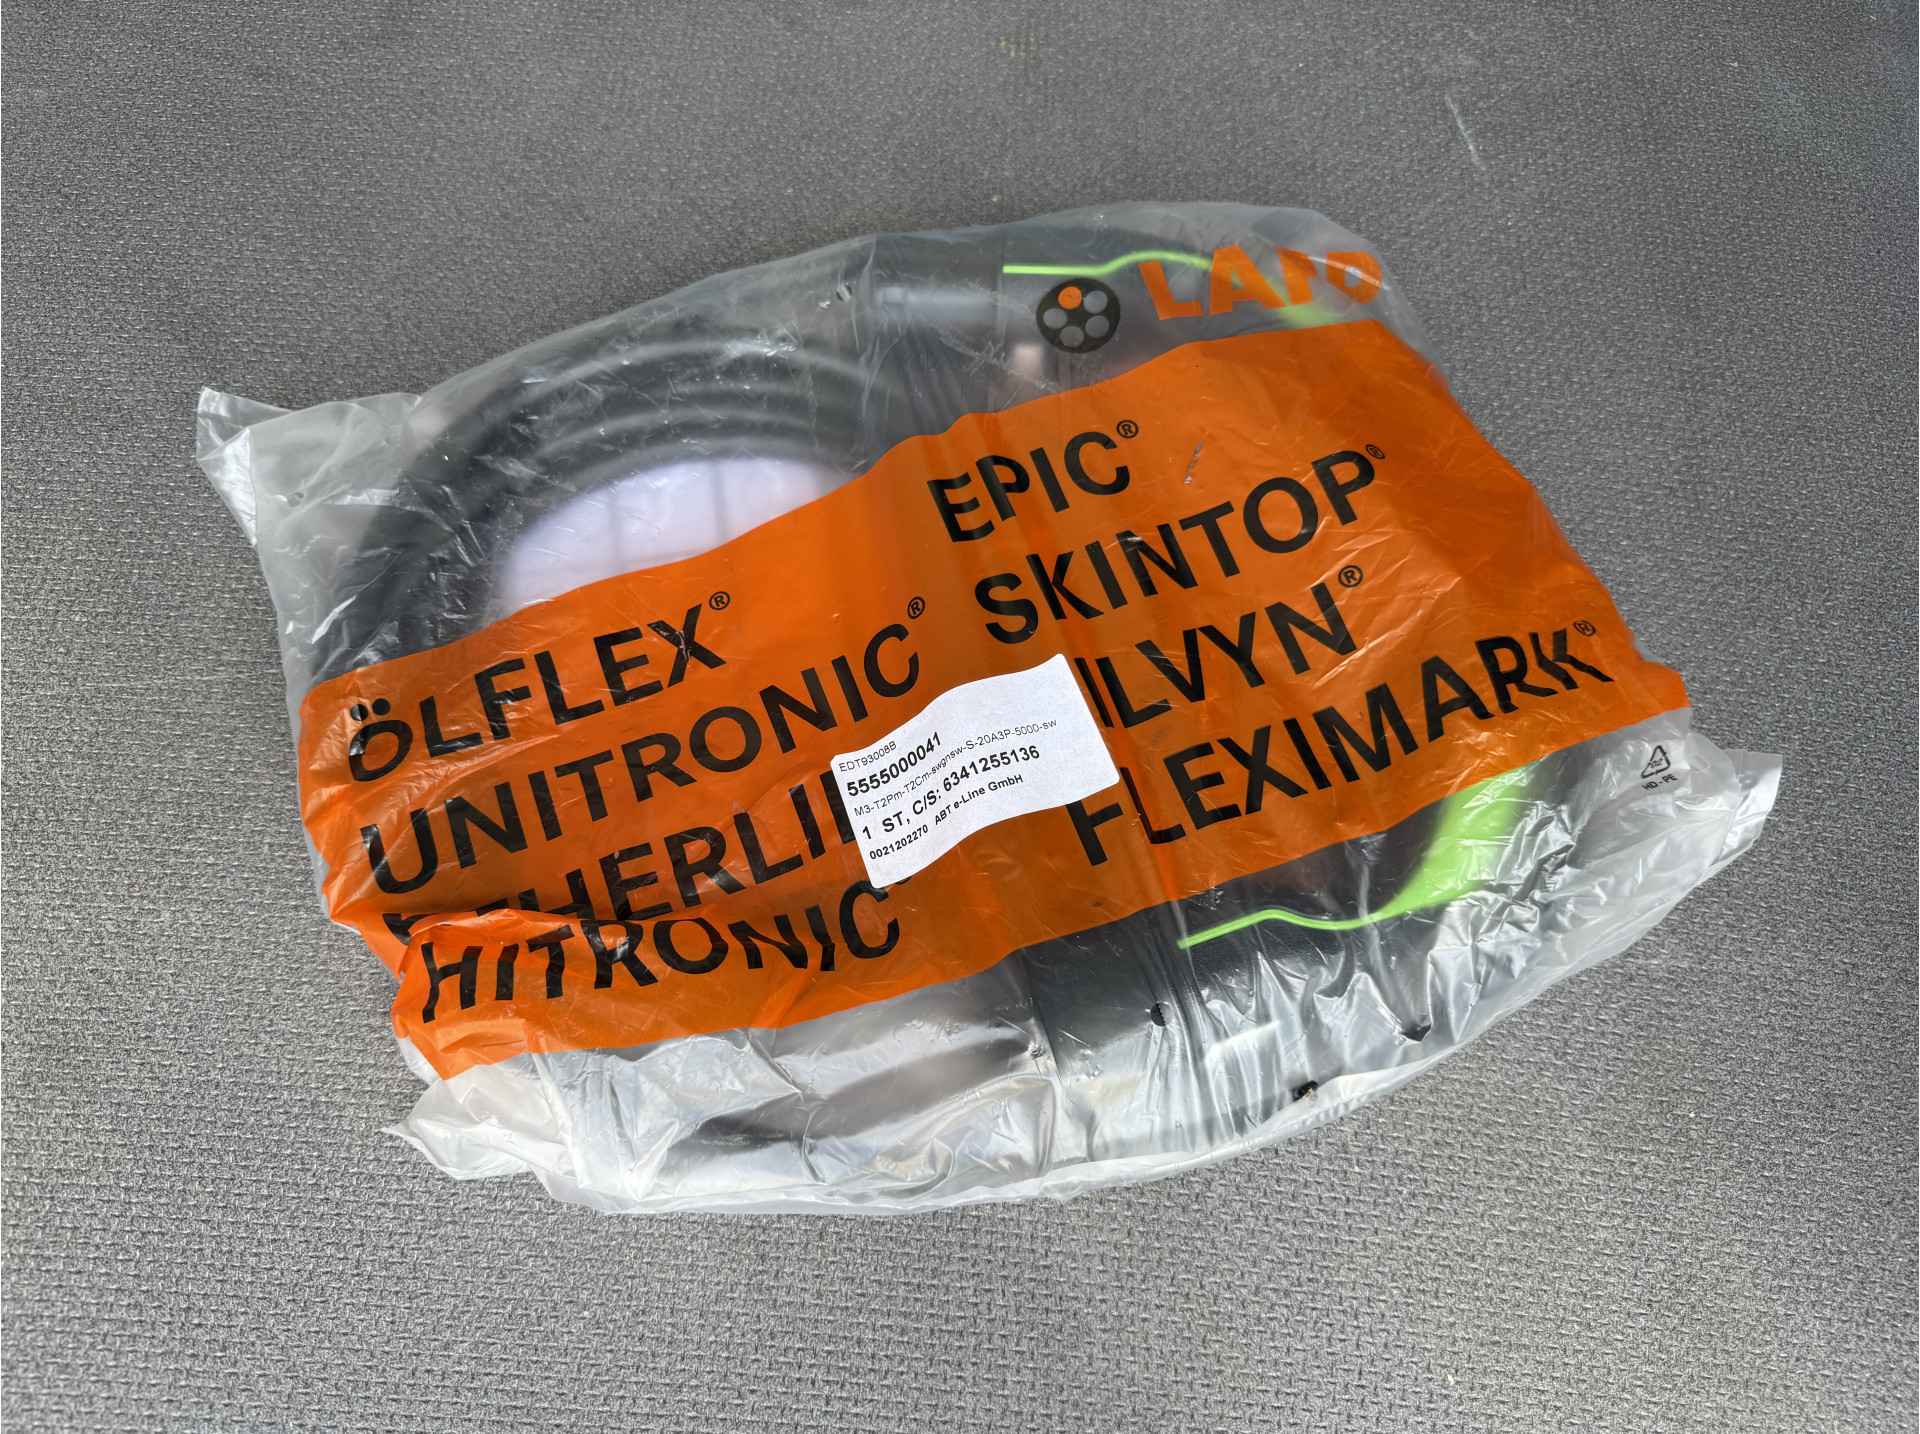 LAPP
ÖLFLEX®
UNITRONIC®
ETHERLI
HITRONIC
EPIC®
SKINTOP®
ILVYN®
FLEXIMARK®
EDT93008B
5555000041
M3-T2Pm-T2Cm-swgnsw-S-20A3P-5000-sw
1 ST, C/S: 6341255136
0021202270 ABT e-Line GmbH
HD-PE